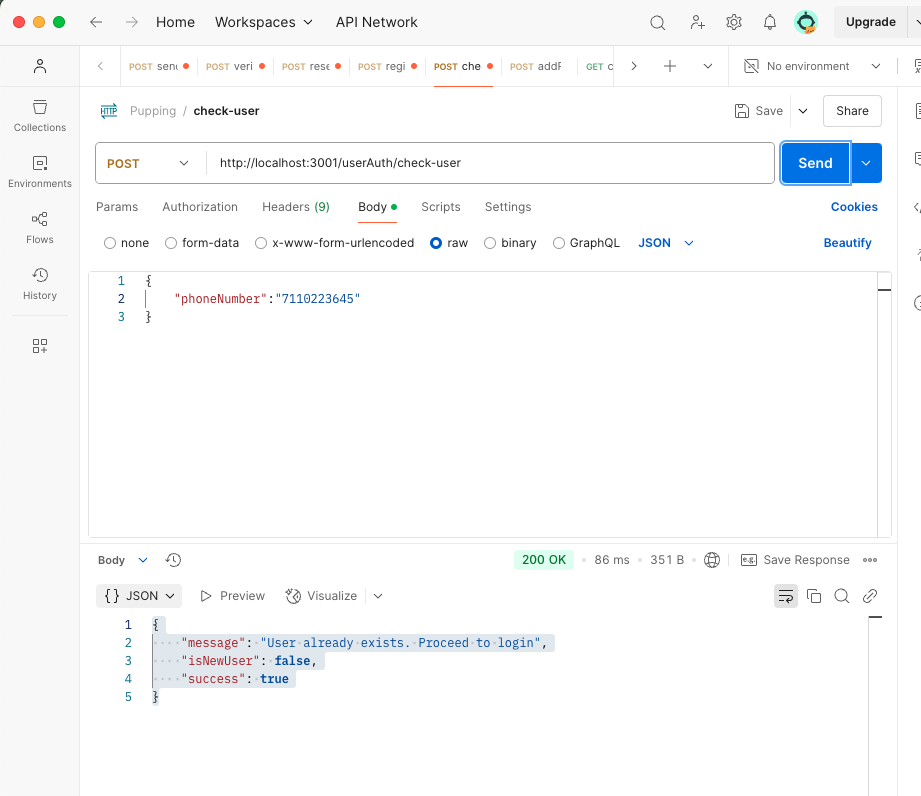 Home Workspaces API Network Upgrade
POST send POST veri POST rese POST regi POST che POST addF GET c No environment
Collections
Environments
Flows
History
HTTP Pupping / check-user Save Share
POST http://localhost:3001/userAuth/check-user Send
Params Authorization Headers (9) Body Scripts Settings Cookies
none form-data x-www-form-urlencoded raw binary GraphQL JSON Beautify
1 {
2 "phoneNumber":"7110223645"
3 }
Body 200 OK • 86 ms • 351 B • e.g. Save Response
{} JSON Preview Visualize
1 {
2 "message": "User already exists. Proceed to login",
3 "isNewUser": false,
4 "success": true
5 }